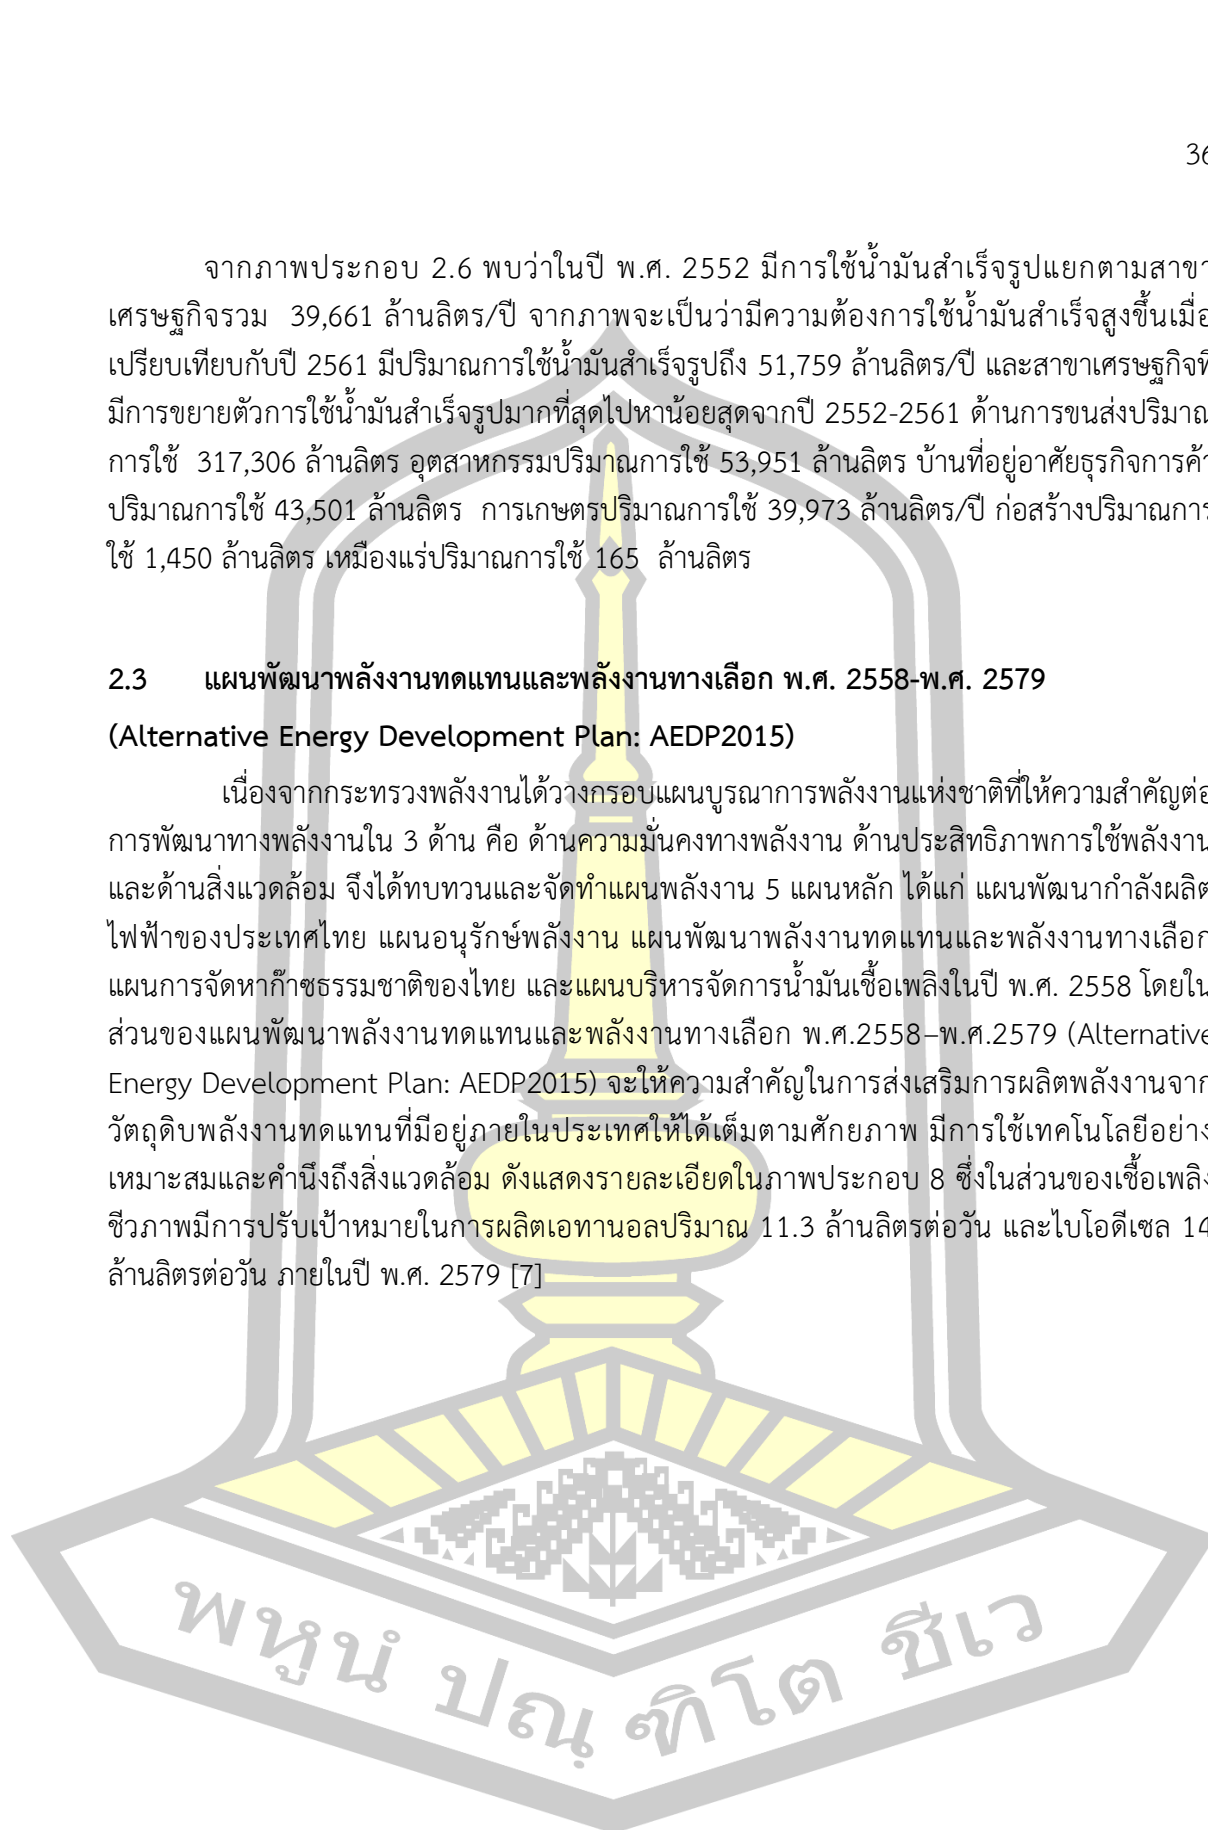 36
จากภาพประกอบ 2.6 พบว่าในปี พ.ศ. 2552 มีการใช้น้ำมันสำเร็จรูปแยกตามสาขา
เศรษฐกิจรวม  39,661 ล้านลิตร/ปี จากภาพจะเป็นว่ามีความต้องการใช้น้ำมันสำเร็จสูงขึ้นเมื่อ
เปรียบเทียบกับปี 2561 มีปริมาณการใช้น้ำมันสำเร็จรูปถึง 51,759 ล้านลิตร/ปี และสาขาเศรษฐกิจที่
มีการขยายตัวการใช้น้ำมันสำเร็จรูปมากที่สุดไปหาน้อยสุดจากปี 2552-2561 ด้านการขนส่งปริมาณ
การใช้  317,306 ล้านลิตร อุตสาหกรรมปริมาณการใช้ 53,951 ล้านลิตร บ้านที่อยู่อาศัยธุรกิจการค้า
ปริมาณการใช้ 43,501 ล้านลิตร  การเกษตรปริมาณการใช้ 39,973 ล้านลิตร/ปี ก่อสร้างปริมาณการ
ใช้ 1,450 ล้านลิตร เหมืองแร่ปริมาณการใช้ 165  ล้านลิตร
2.3 แผนพัฒนาพลังงานทดแทนและพลังงานทางเลือก พ.ศ. 2558-พ.ศ. 2579
(Alternative Energy Development Plan: AEDP2015)
เนื่องจากกระทรวงพลังงานได้วางกรอบแผนบูรณาการพลังงานแห่งชาติที่ให้ความสำคัญต่อ
การพัฒนาทางพลังงานใน 3 ด้าน คือ ด้านความมั่นคงทางพลังงาน ด้านประสิทธิภาพการใช้พลังงาน
และด้านสิ่งแวดล้อม จึงได้ทบทวนและจัดทำแผนพลังงาน 5 แผนหลัก ได้แก่ แผนพัฒนากำลังผลิต
ไฟฟ้าของประเทศไทย แผนอนุรักษ์พลังงาน แผนพัฒนาพลังงานทดแทนและพลังงานทางเลือก
แผนการจัดหาก๊าซธรรมชาติของไทย และแผนบริหารจัดการน้ำมันเชื้อเพลิงในปี พ.ศ. 2558 โดยใน
ส่วนของแผนพัฒนาพลังงานทดแทนและพลังงานทางเลือก พ.ศ.2558–พ.ศ.2579 (Alternative
Energy Development Plan: AEDP2015) จะให้ความสำคัญในการส่งเสริมการผลิตพลังงานจาก
วัตถุดิบพลังงานทดแทนที่มีอยู่ภายในประเทศให้ได้เต็มตามศักยภาพ มีการใช้เทคโนโลยีอย่าง
เหมาะสมและคำนึงถึงสิ่งแวดล้อม ดังแสดงรายละเอียดในภาพประกอบ 8 ซึ่งในส่วนของเชื้อเพลิง
ชีวภาพมีการปรับเป้าหมายในการผลิตเอทานอลปริมาณ 11.3 ล้านลิตรต่อวัน และไบโอดีเซล 14
ล้านลิตรต่อวัน ภายในปี พ.ศ. 2579 [7]
พหูนํ ปณฺฑิโต ชีเว